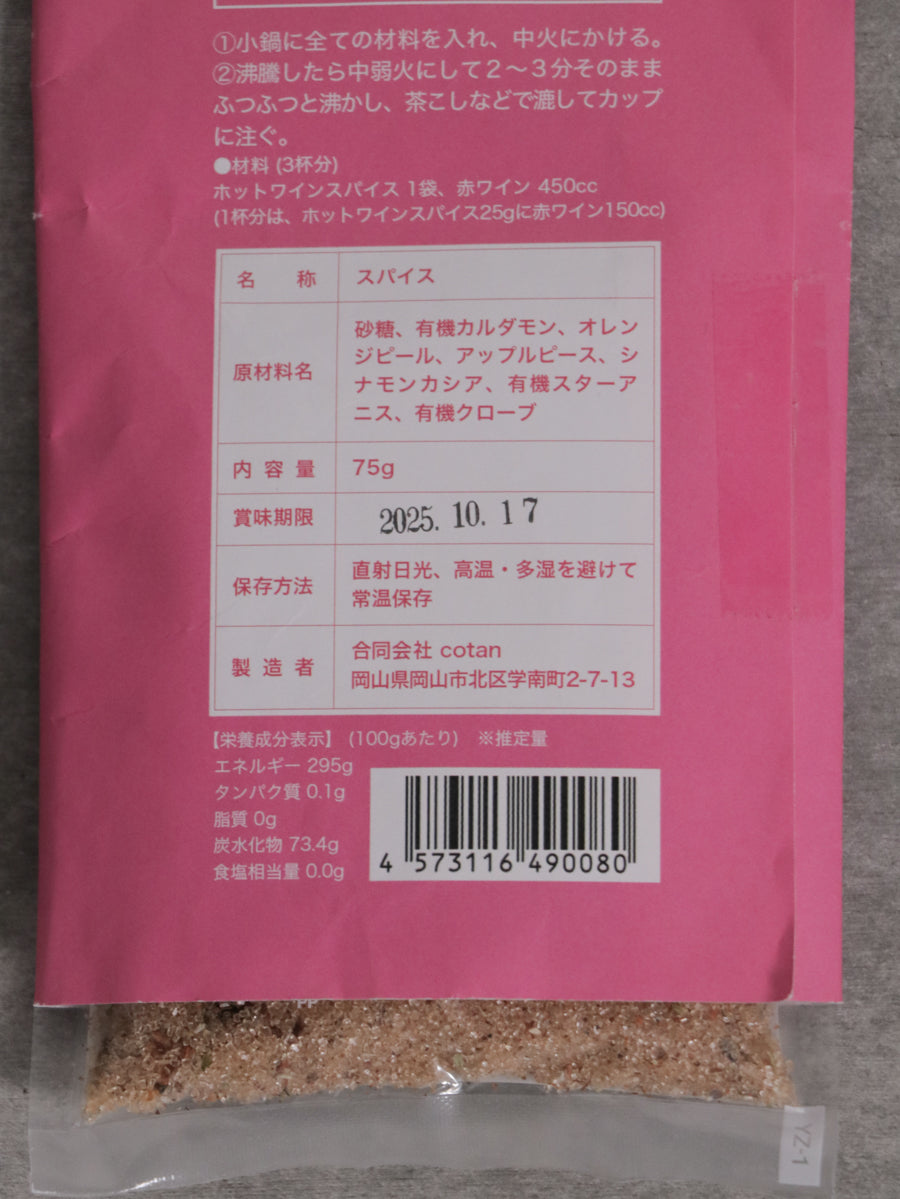 ①小鍋に全ての材料を入れ、中火にかける。
②沸騰したら中弱火にして2〜3分そのまま
ふつふつと沸かし、茶こしなどで漉してカップ
に注ぐ。
●材料 (3杯分)
ホットワインスパイス 1袋、赤ワイン 450cc
(1杯分は、ホットワインスパイス25gに赤ワイン150cc)
名称 スパイス
原材料名 砂糖、有機カルダモン、オレン
ジピール、アップルピース、シ
ナモンカシア、有機スターア
ニス、有機クローブ
内容量 75g
賞味期限 2025.10.17
保存方法 直射日光、高温・多湿を避けて
常温保存
製造者 合同会社 cotan
岡山県岡山市北区学南町2-7-13
【栄養成分表示】 (100gあたり) ※推定量
エネルギー 295g
タンパク質 0.1g
脂質 0g
炭水化物 73.4g
食塩相当量 0.0g
4 573116 490080
YZ-1